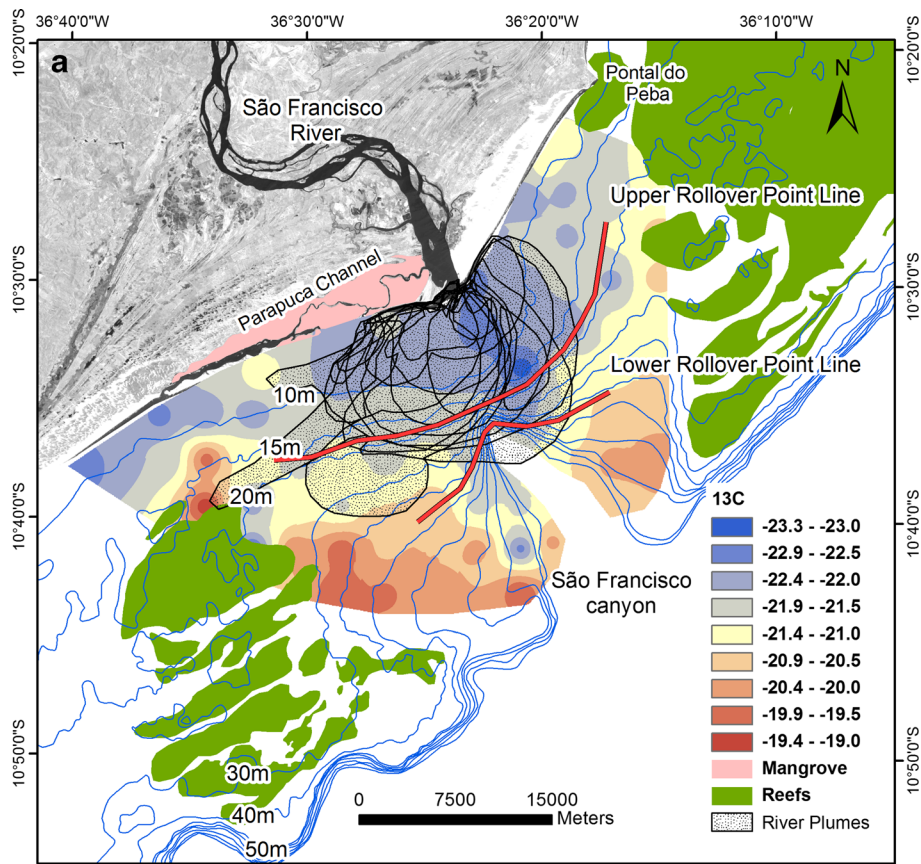 36°40'0"W
36°30'0"W
36°20'0"W
36°10'0"W
10°20'0"S
10°20'0"S
a
São Francisco
River
Pontal do
Peba
N
Upper Rollover Point Line
10°30'0"S
10°30'0"S
Parapuca Channel
Lower Rollover Point Line
10m
15m
20m
10°40'0"S
10°40'0"S
São Francisco
canyon
13C
-23.3 - -23.0
-22.9 - -22.5
-22.4 - -22.0
-21.9 - -21.5
-21.4 - -21.0
-20.9 - -20.5
-20.4 - -20.0
-19.9 - -19.5
-19.4 - -19.0
Mangrove
Reefs
River Plumes
10°50'0"S
10°50'0"S
30m
40m
50m
0 7500 15000
Meters